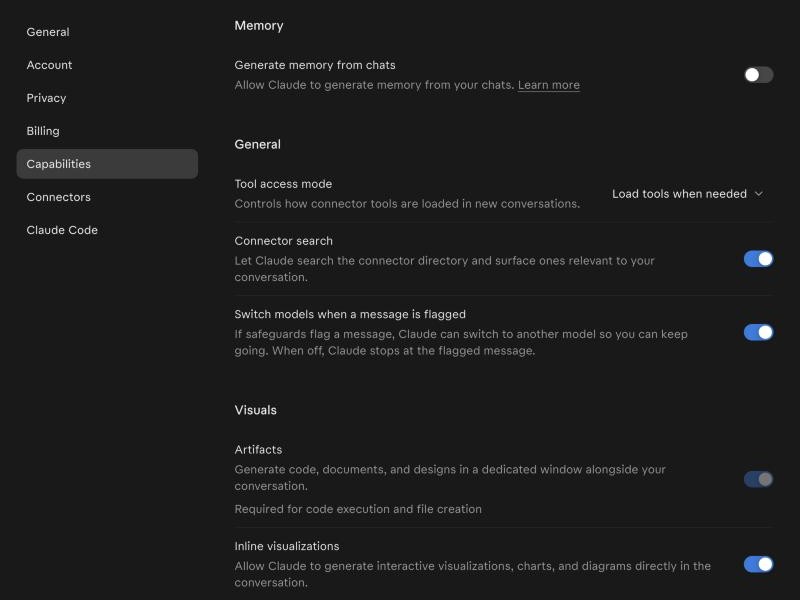 General
Account
Privacy
Billing
Capabilities
Connectors
Claude Code
Memory
Generate memory from chats
Allow Claude to generate memory from your chats. Learn more
General
Tool access mode
Controls how connector tools are loaded in new conversations.
Load tools when needed
Connector search
Let Claude search the connector directory and surface ones relevant to your
conversation.
Switch models when a message is flagged
If safeguards flag a message, Claude can switch to another model so you can keep
going. When off, Claude stops at the flagged message.
Visuals
Artifacts
Generate code, documents, and designs in a dedicated window alongside your
conversation.
Required for code execution and file creation
Inline visualizations
Allow Claude to generate interactive visualizations, charts, and diagrams directly in the
conversation.